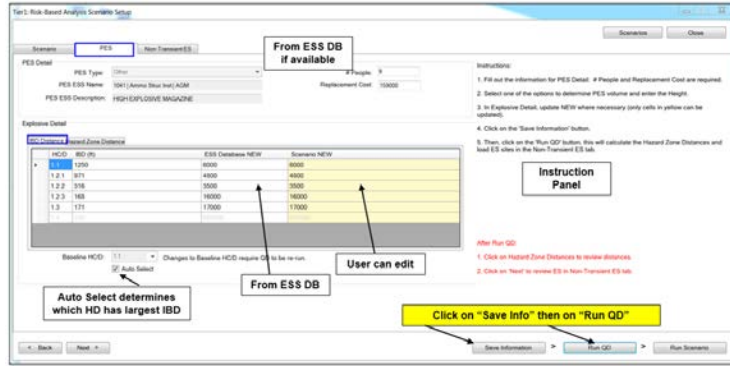 Tier1: Risk-Based Analysis Scenario Setup
Scenarios
Close
Scenario
PES
Non-Transient ES
From ESS DB
if available
PES Detail
PES Type:
Other
# People:
9
PES ESS Name:
1041 | Ammo Struc Inst | AGM
Replacement Cost:
159000
PES ESS Description:
HIGH EXPLOSIVE MAGAZINE
Explosive Detail
IBD Distance
Hazard Zone Distance
HC/D
IBD (ft)
ESS Database NEW
Scenario NEW
1.1
1250
6000
6000
1.2.1
971
4800
4800
1.2.2
516
3500
3500
1.2.3
168
16000
16000
1.3
171
17000
17000
Baseline HC/D:
1.1
Changes to Baseline HC/D require QD to be re-run.
Auto Select
Auto Select determines
which HD has largest IBD
From ESS DB
User can edit
Instructions:
1. Fill out the information for PES Detail: # People and Replacement Cost are required.
2. Select one of the options to determine PES volume and enter the Height.
3. In Explosive Detail, update NEW where necessary (only cells in yellow can be
updated).
4. Click on the 'Save Information' button.
5. Then, click on the 'Run QD' button, this will calculate the Hazard Zone Distances and
load ES sites in the Non-Transient ES tab.
Instruction
Panel
After Run QD:
1. Click on Hazard Zone Distances to review distances.
2. Click on 'Next' to review ES in Non-Transient ES tab.
Click on “Save Info” then on “Run QD”
< Back
Next >
Save Information
>
Run QD
>
Run Scenario